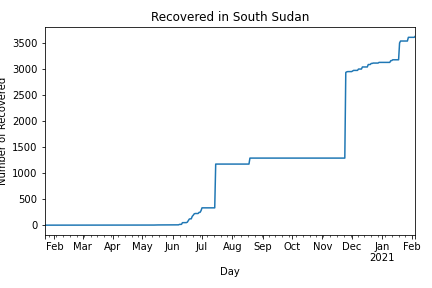 Recovered in South Sudan
Number of Recovered
3500
3000
2500
2000
1500
1000
500
0
Feb Mar Apr May Jun Jul Aug Sep Oct Nov Dec Jan Feb
2021
Day